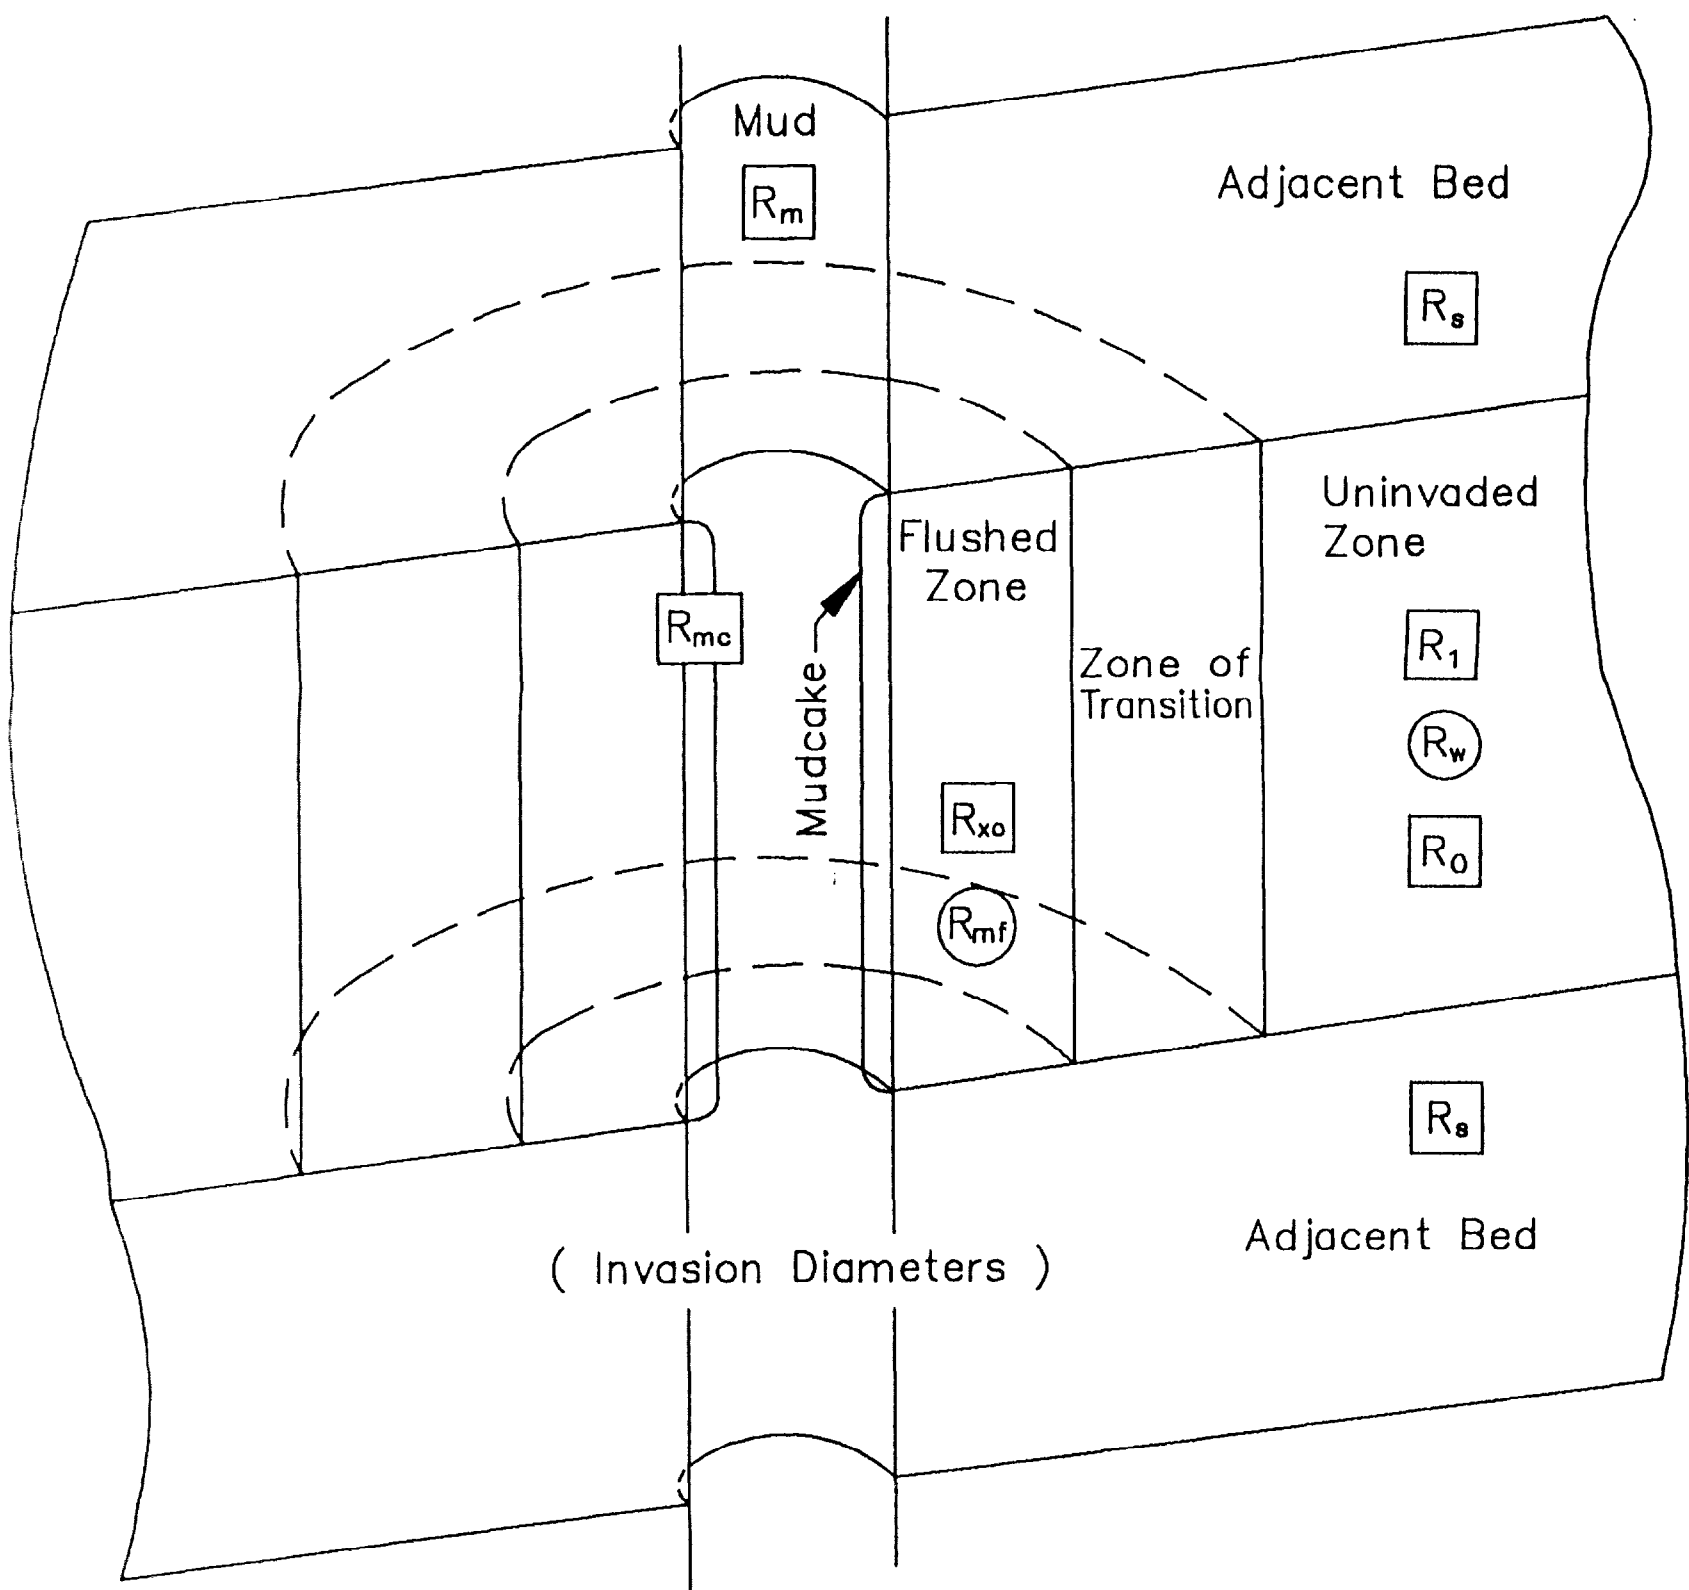 Mud
Rm
Adjacent Bed
Rs
Uninvaded
Zone
Flushed
Zone
Rmc
Zone of
Transition
Mudcake
R1
Rw
Rxo
R0
Rmf
Rs
Adjacent Bed
( Invasion Diameters )